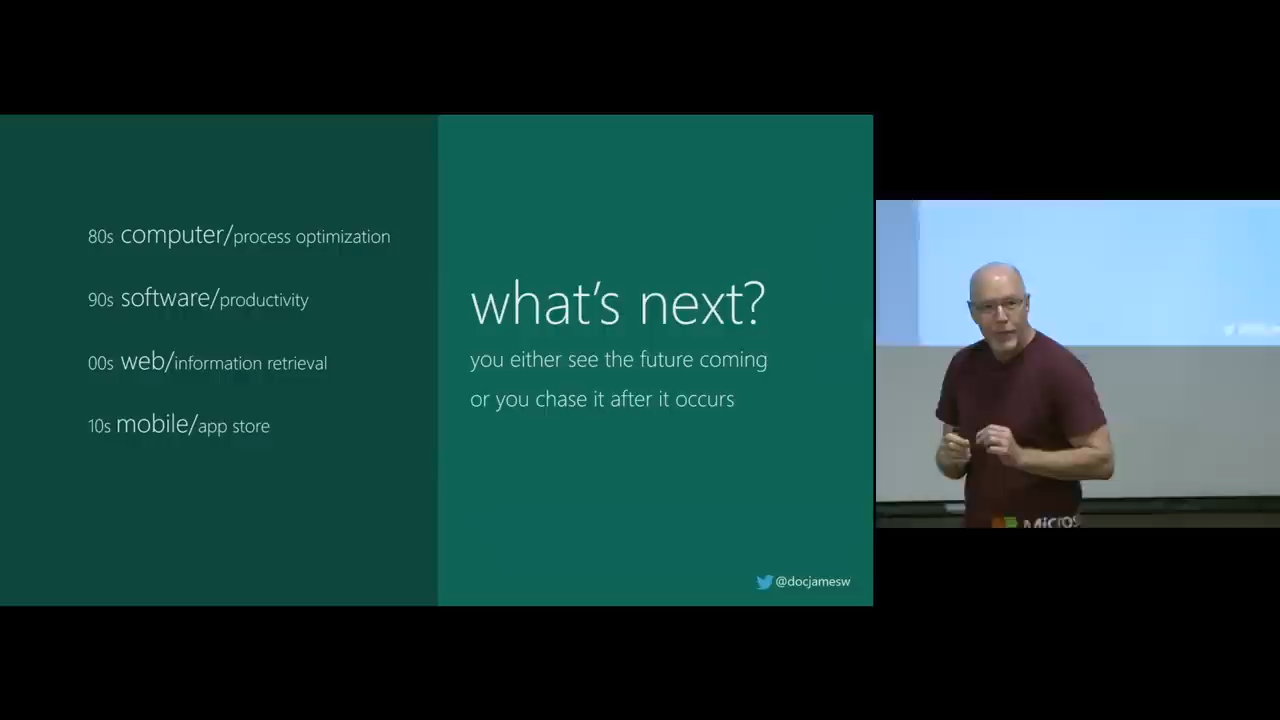 80s computer/process optimization
90s software/productivity
00s web/information retrieval
10s mobile/app store
what's next?
you either see the future coming
or you chase it after it occurs
@docjamesw